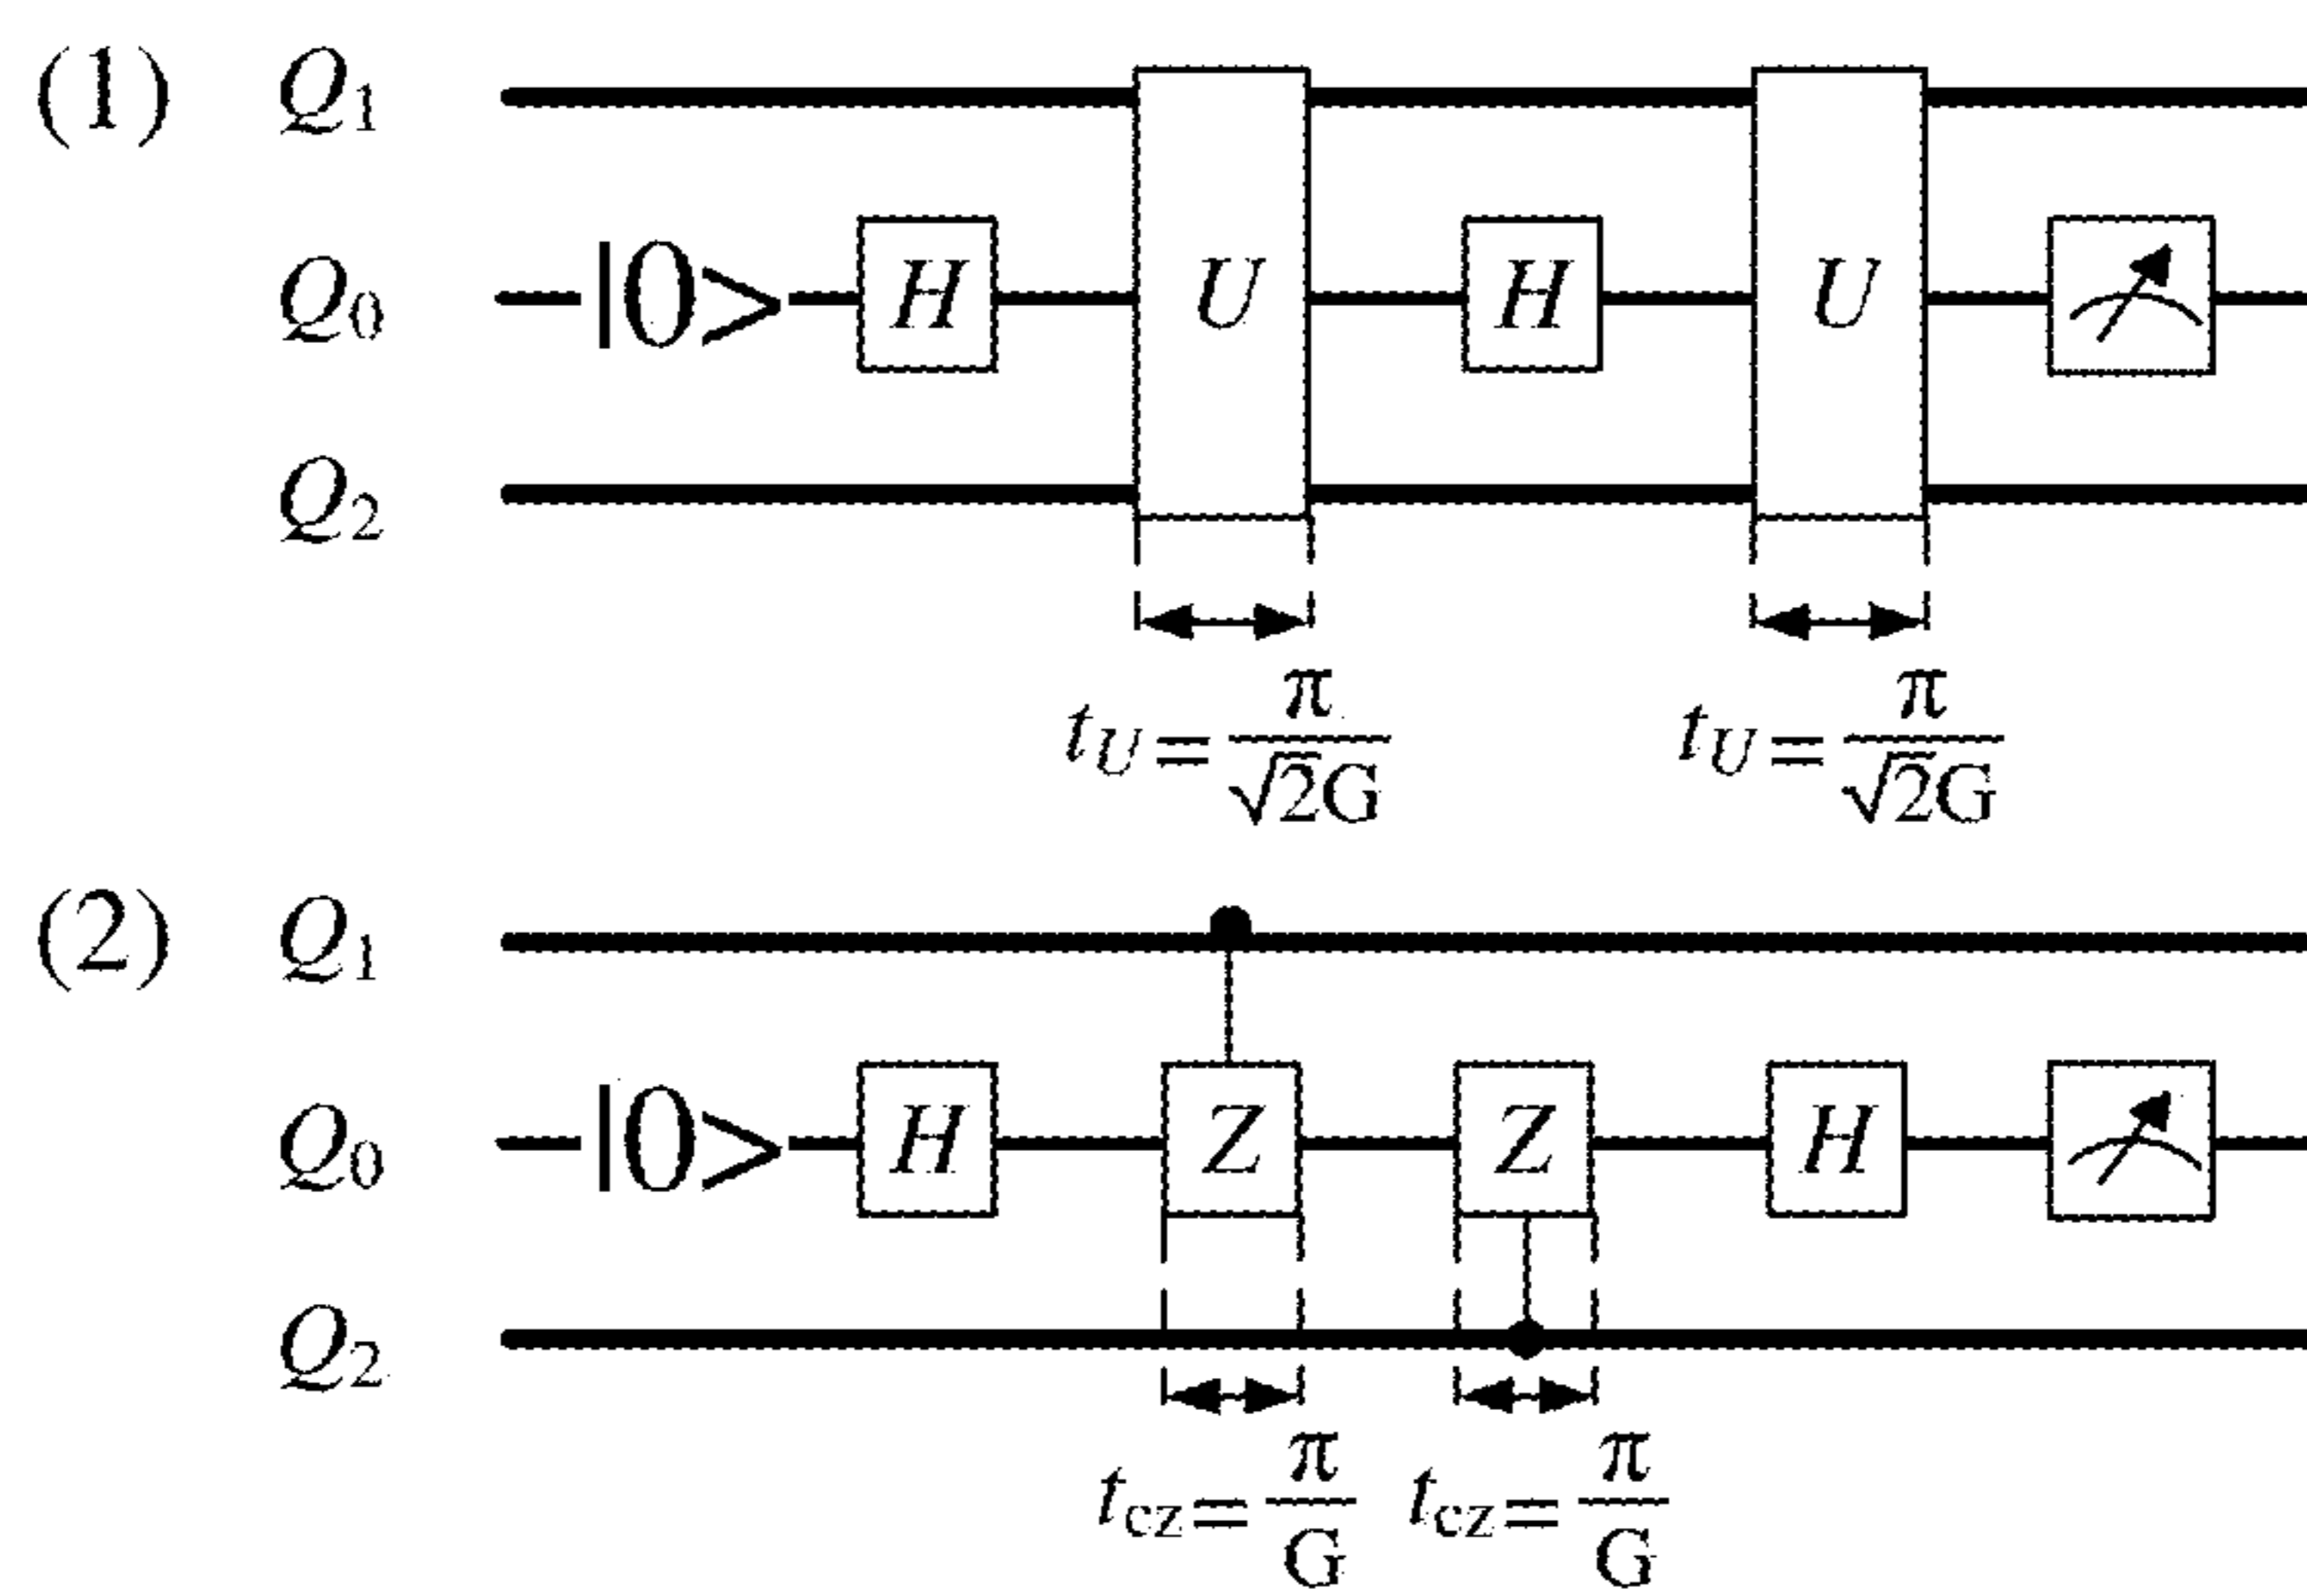 (1) Q₁
Q₀ |0> H U H U
Q₂
t_U = π/√2G t_U = π/√2G
(2) Q₁
Q₀ |0> H Z Z H
Q₂
t_cz = π/G t_cz = π/G